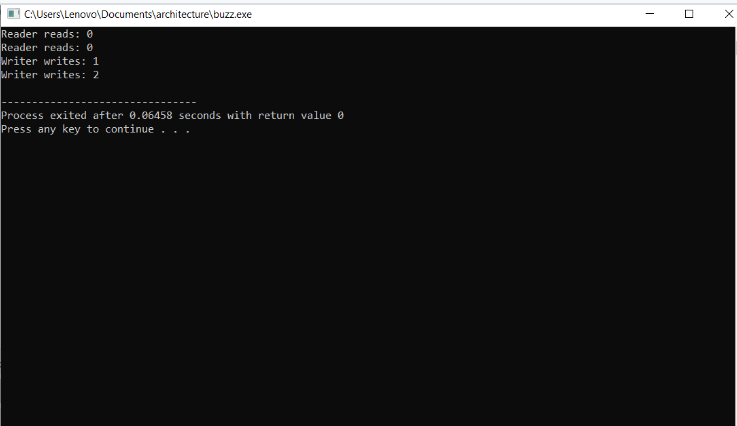 C:\Users\Lenovo\Documents\architecture\buzz.exe
Reader reads: 0
Reader reads: 0
Writer writes: 1
Writer writes: 2
--------------------------------
Process exited after 0.06458 seconds with return value 0
Press any key to continue . . .